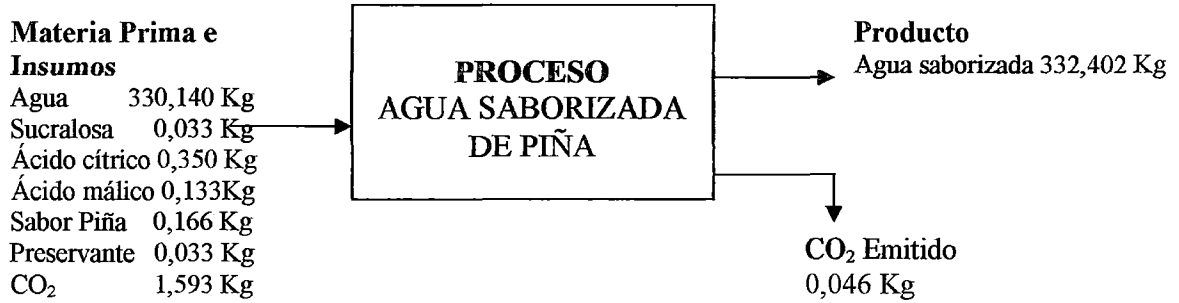 Materia Prima e
Insumos
Agua 330,140 Kg
Sucralosa 0,033 Kg
Ácido cítrico 0,350 Kg
Ácido málico 0,133Kg
Sabor Piña 0,166 Kg
Preservante 0,033 Kg
CO₂ 1,593 Kg
PROCESO
AGUA SABORIZADA
DE PIÑA
Producto
Agua saborizada 332,402 Kg
CO₂ Emitido
0,046 Kg